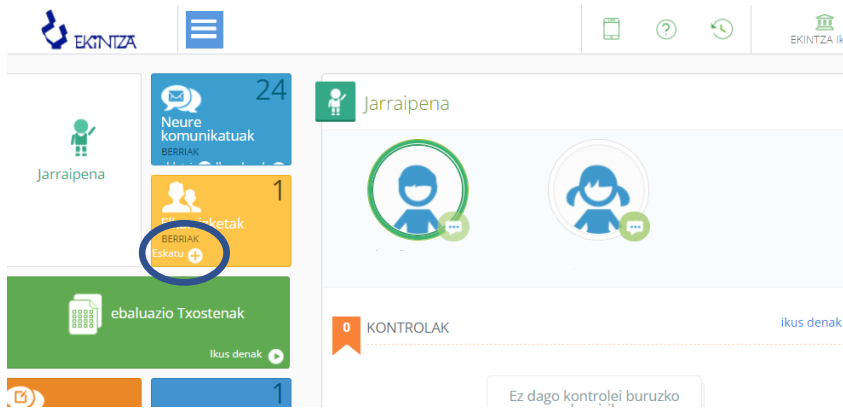 EKINTZA
EKINTZA Ik
24
Neure
komunikatuak
BERRIAK
Jarraipena
1
BERRIAK
Eskatu
ebaluazio Txostenak
Ikus denak
1
Jarraipena
0 KONTROLAK
ikus denak
Ez dago kontrolei buruzko